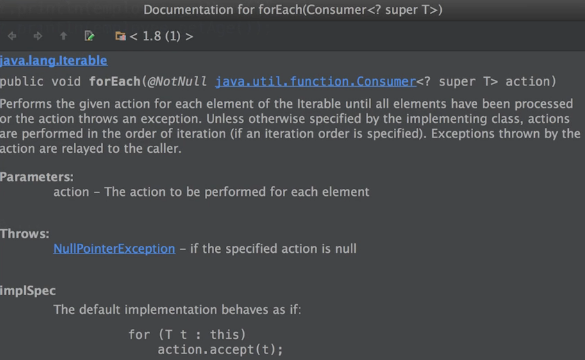 Documentation for forEach(Consumer<? super T>)
< 1.8 (1) >
java.lang.Iterable
public void forEach(@NotNull java.util.function.Consumer<? super T> action)
Performs the given action for each element of the Iterable until all elements have been processed
or the action throws an exception. Unless otherwise specified by the implementing class, actions
are performed in the order of iteration (if an iteration order is specified). Exceptions thrown by the
action are relayed to the caller.
Parameters:
action – The action to be performed for each element
Throws:
NullPointerException – if the specified action is null
implSpec
The default implementation behaves as if:
for (T t : this)
action.accept(t);